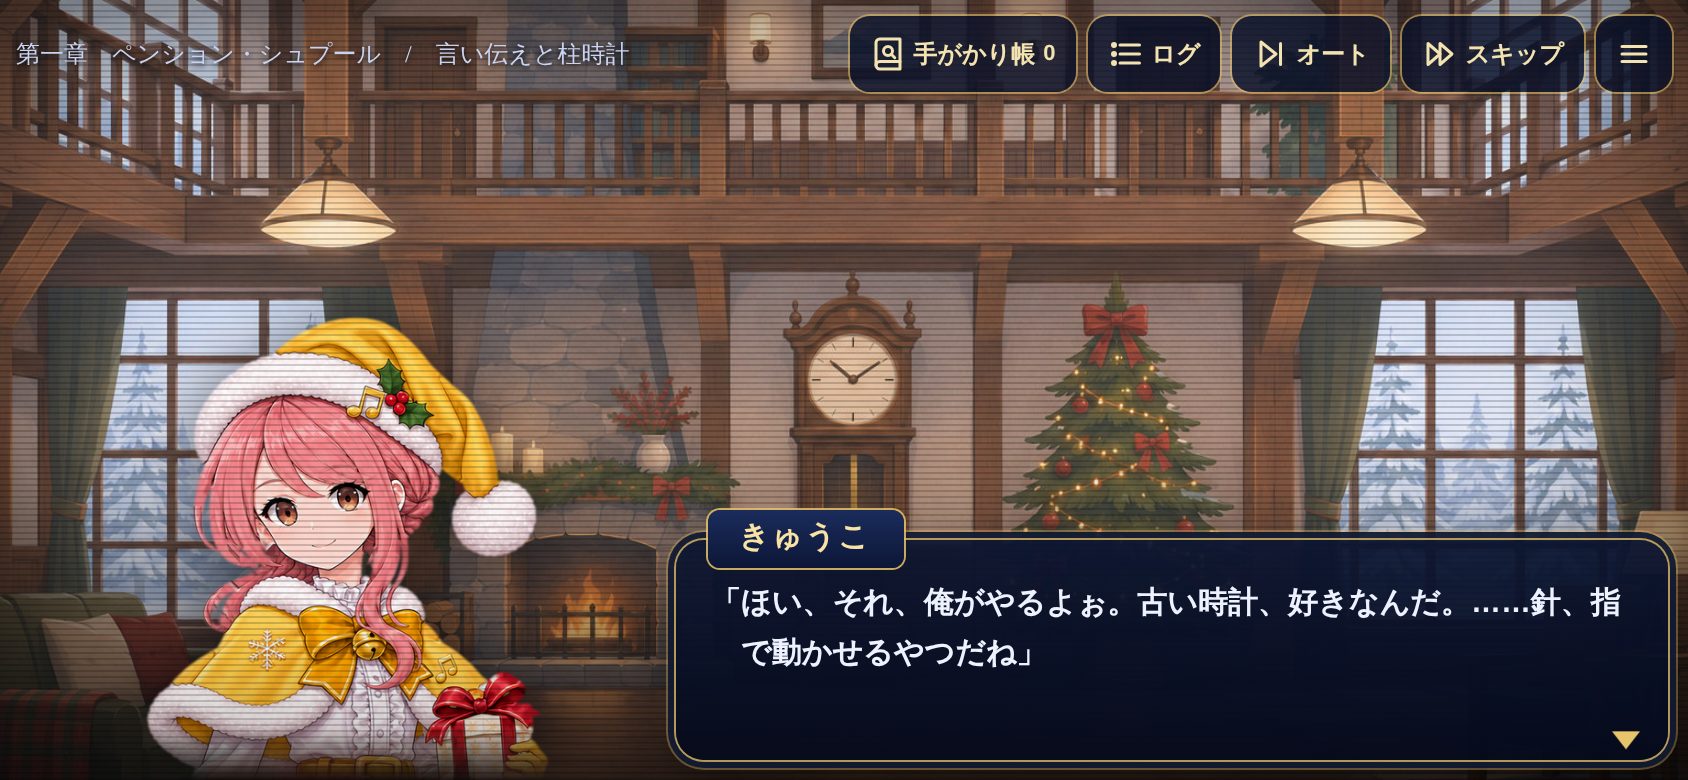 第一章　ペンション・シュプール　/　言い伝えと柱時計
手がかり帳 0
ログ
オート
スキップ
きゅうこ
「ほい、それ、俺がやるよぉ。古い時計、好きなんだ。……針、指
で動かせるやつだね」